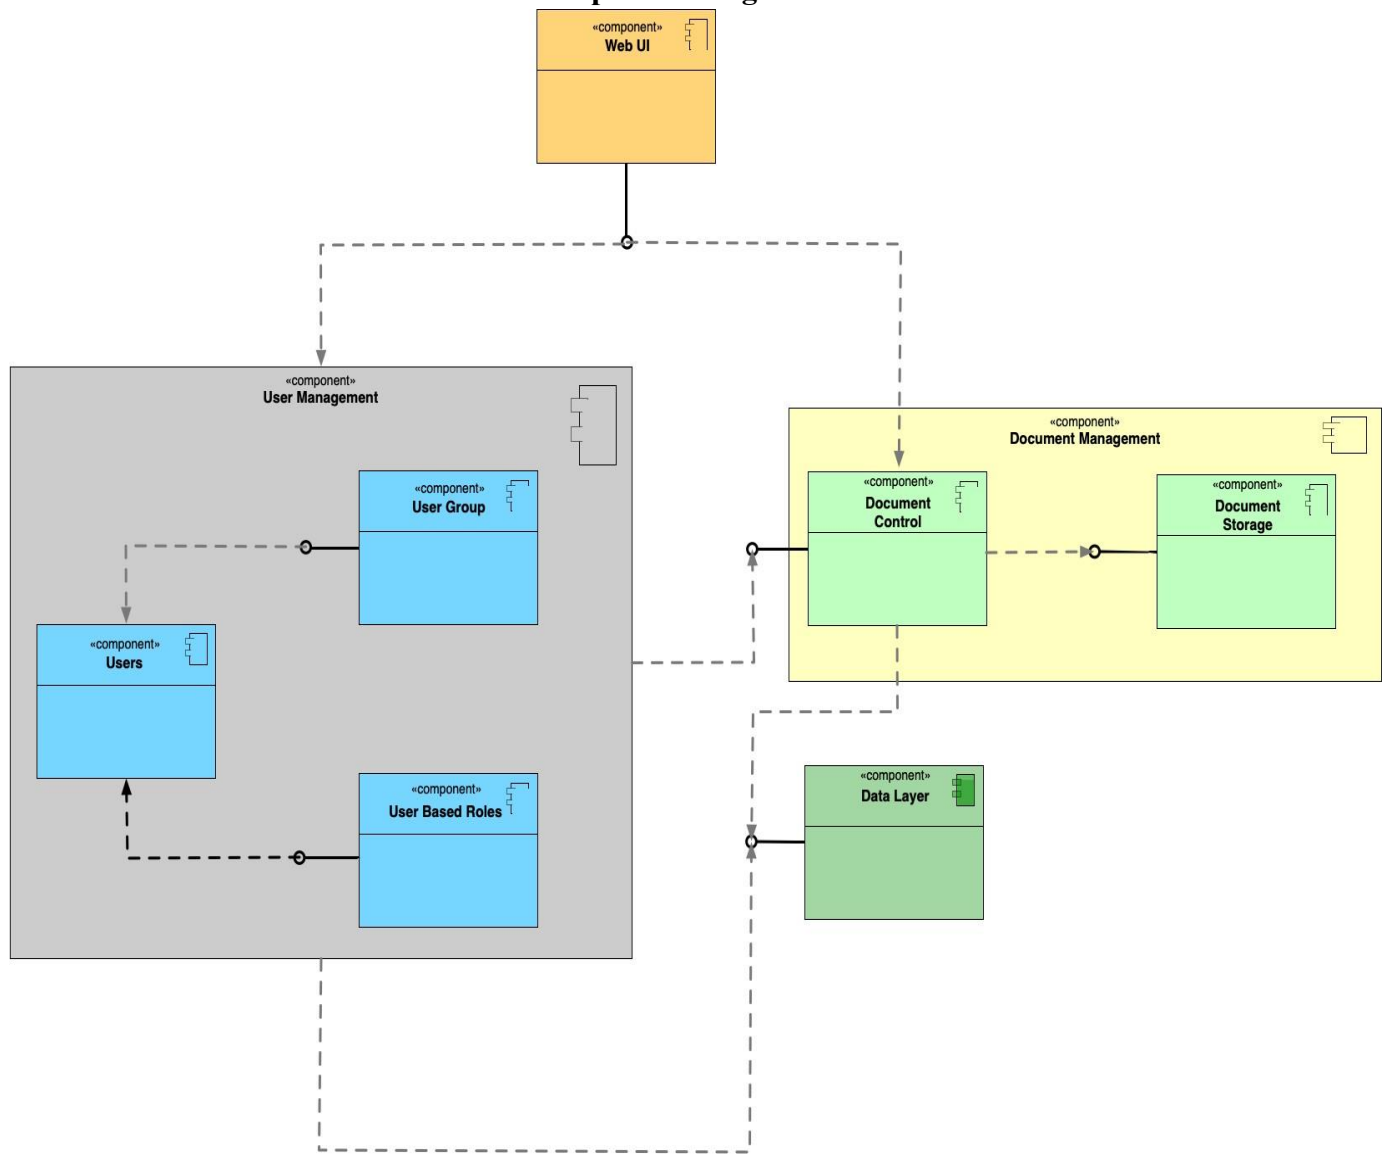 «component»
Web UI
«component»
User Management
«component»
Document Management
«component»
User Group
«component»
Document
Control
«component»
Document
Storage
«component»
Users
«component»
User Based Roles
«component»
Data Layer